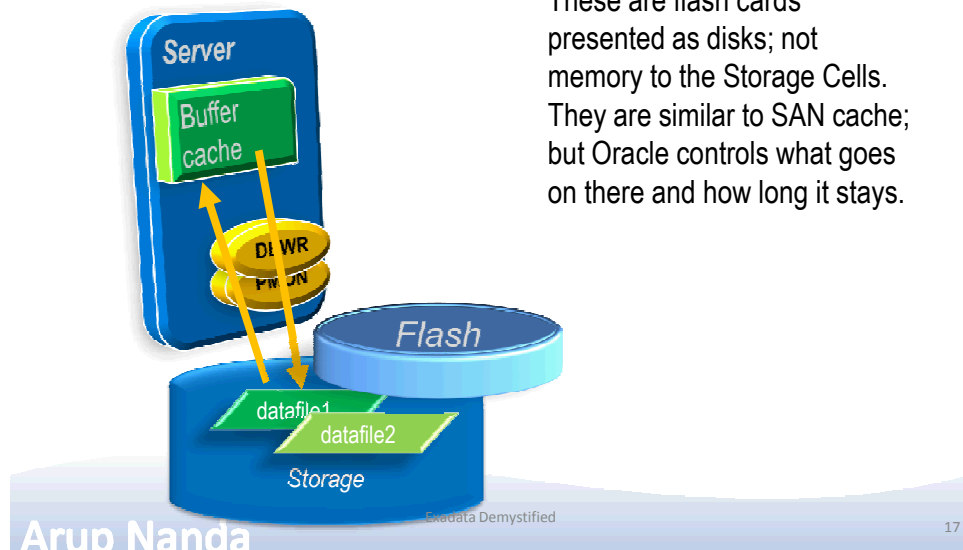 These are flash cards
presented as disks; not
memory to the Storage Cells.
They are similar to SAN cache;
but Oracle controls what goes
on there and how long it stays.
Server
Buffer
cache
DBWR
PMON
Flash
datafile1
datafile2
Storage
Exadata Demystified
17
Arup Nanda